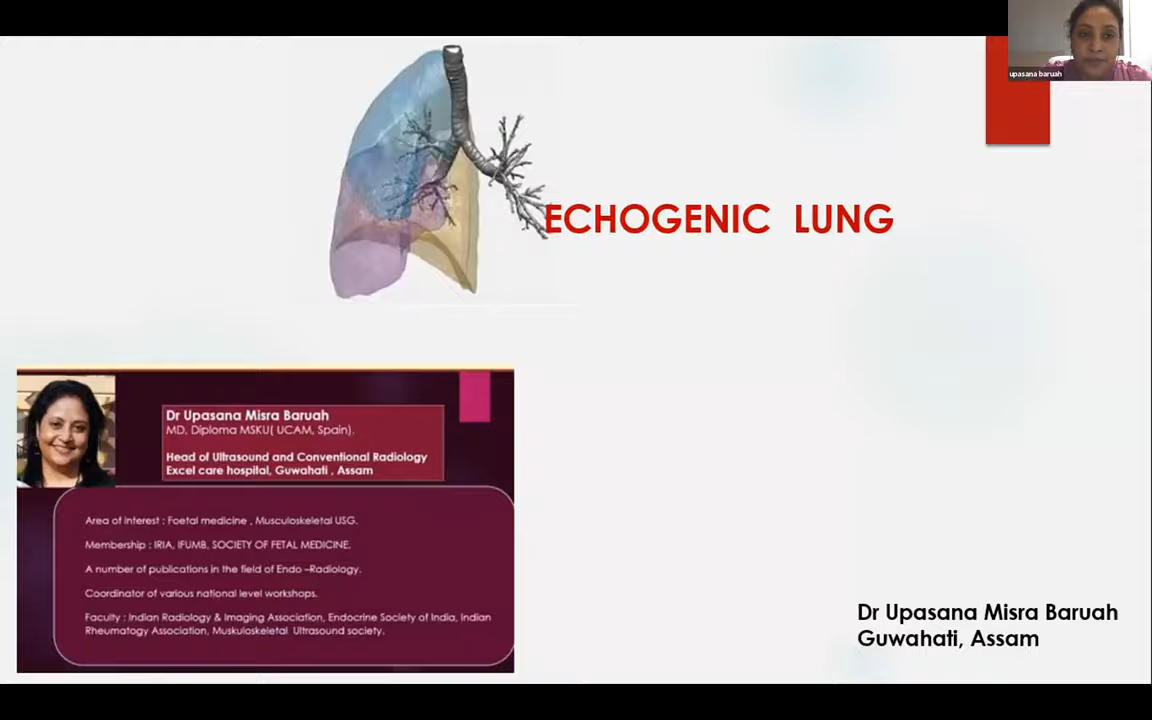 upasana baruah
ECHOGENIC LUNG
Dr Upasana Misra Baruah
MD, Diploma MSKU( UCAM, Spain).
Head of Ultrasound and Conventional Radiology
Excel care hospital, Guwahati , Assam
Area of Interest : Foetal medicine , Musculoskeletal USG.
Membership : IRIA, IFUMB, SOCIETY OF FETAL MEDICINE.
A number of publications in the field of Endo –Radiology.
Coordinator of various national level workshops.
Faculty : Indian Radiology & Imaging Association, Endocrine Society of India, Indian
Rheumatology Association, Muskuloskeletal Ultrasound society.
Dr Upasana Misra Baruah
Guwahati, Assam